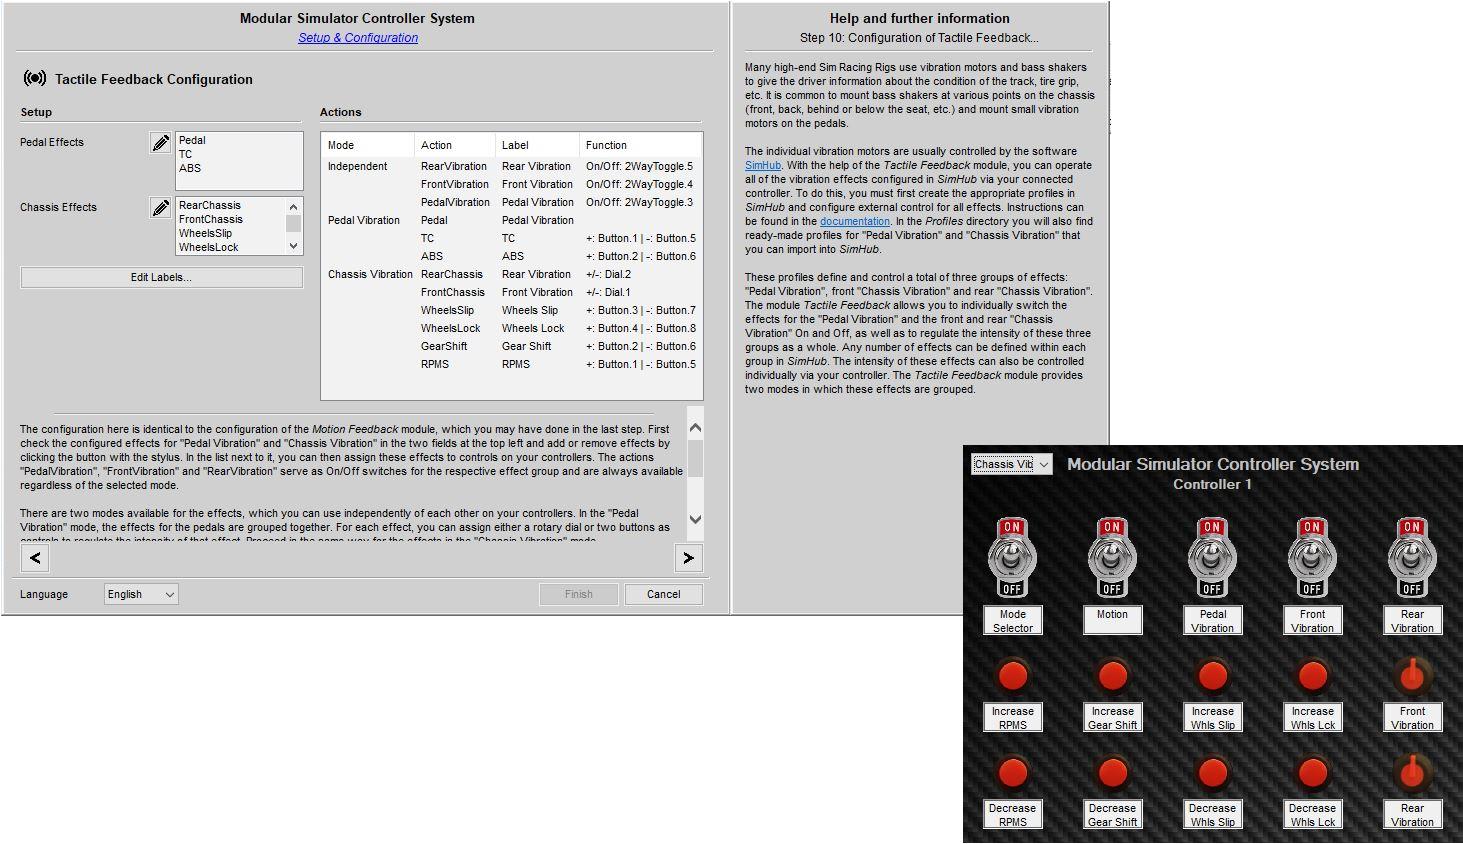 Modular Simulator Controller System
Setup & Configuration
Tactile Feedback Configuration
Setup
Pedal Effects
Pedal
TC
ABS
Chassis Effects
RearChassis
FrontChassis
WheelsSlip
WheelsLock
Edit Labels...
Actions
Mode Action Label Function
Independent RearVibration Rear Vibration On/Off: 2WayToggle.5
FrontVibration Front Vibration On/Off: 2WayToggle.4
PedalVibration Pedal Vibration On/Off: 2WayToggle.3
Pedal Vibration Pedal Pedal Vibration
TC TC +: Button.1 | -: Button.5
ABS ABS +: Button.2 | -: Button.6
Chassis Vibration RearChassis Rear Vibration +/-: Dial.2
FrontChassis Front Vibration +/-: Dial.1
WheelsSlip Wheels Slip +: Button.3 | -: Button.7
WheelsLock Wheels Lock +: Button.4 | -: Button.8
GearShift Gear Shift +: Button.2 | -: Button.6
RPMS RPMS +: Button.1 | -: Button.5
The configuration here is identical to the configuration of the Motion Feedback module, which you may have done in the last step. First
check the configured effects for "Pedal Vibration" and "Chassis Vibration" in the two fields at the top left and add or remove effects by
clicking the button with the stylus. In the list next to it, you can then assign these effects to controls on your controllers. The actions
"PedalVibration", "FrontVibration" and "RearVibration" serve as On/Off switches for the respective effect group and are always available
regardless of the selected mode.
There are two modes available for the effects, which you can use independently of each other on your controllers. In the "Pedal
Vibration" mode, the effects for the pedals are grouped together. For each effect, you can assign either a rotary dial or two buttons as
controls to regulate the intensity of that effect. Proceed in the same way for the effects in the "Chassis Vibration" mode.
<
>
Language English Finish Cancel
Help and further information
Step 10: Configuration of Tactile Feedback...
Many high-end Sim Racing Rigs use vibration motors and bass shakers
to give the driver information about the condition of the track, tire grip,
etc. It is common to mount bass shakers at various points on the chassis
(front, back, behind or below the seat, etc.) and mount small vibration
motors on the pedals.
The individual vibration motors are usually controlled by the software
SimHub. With the help of the Tactile Feedback module, you can operate
all of the vibration effects configured in SimHub via your connected
controller. To do this, you must first create the appropriate profiles in
SimHub and configure external control for all effects. Instructions can
be found in the documentation. In the Profiles directory you will also find
ready-made profiles for "Pedal Vibration" and "Chassis Vibration" that
you can import into SimHub.
These profiles define and control a total of three groups of effects:
"Pedal Vibration", front "Chassis Vibration" and rear "Chassis Vibration".
The module Tactile Feedback allows you to individually switch the
effects for the "Pedal Vibration" and the front and rear "Chassis
Vibration" On and Off, as well as to regulate the intensity of these three
groups as a whole. Any number of effects can be defined within each
group in SimHub. The intensity of these effects can also be controlled
individually via your controller. The Tactile Feedback module provides
two modes in which these effects are grouped.
Chassis Vib
Modular Simulator Controller System
Controller 1
ON ON ON ON ON
OFF OFF OFF OFF OFF
Mode Motion Pedal Front Rear
Selector Vibration Vibration Vibration
Increase Increase Increase Increase Front
RPMS Gear Shift Whls Slip Whls Lck Vibration
Decrease Decrease Decrease Decrease Rear
RPMS Gear Shift Whls Slip Whls Lck Vibration